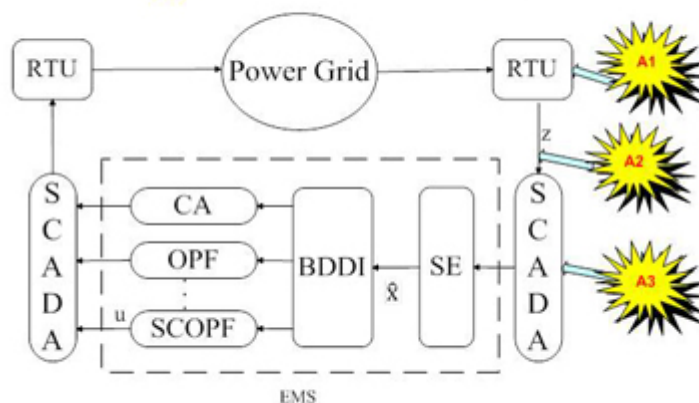 RTU
Power Grid
RTU
A1
z
A2
S
C
A
D
A
CA
OPF
SCOPF
u
BDDI
x̂
SE
S
C
A
D
A
A3
EMS